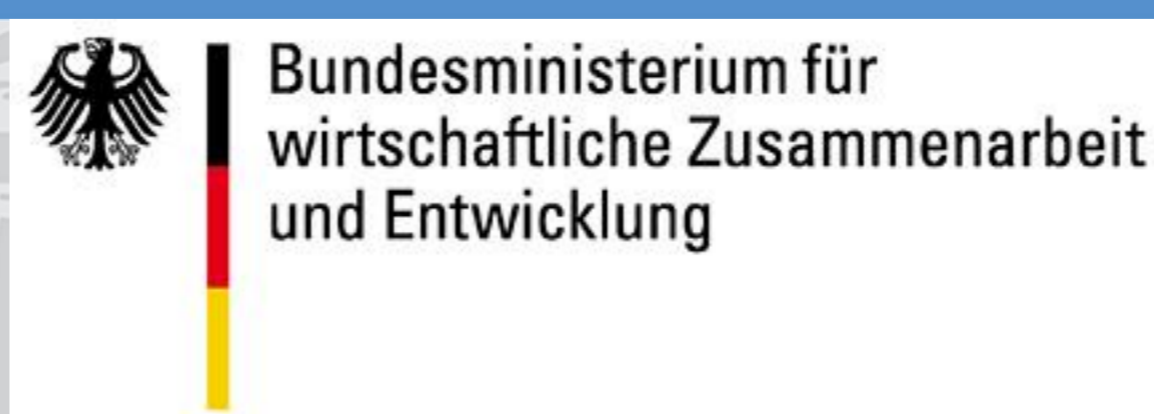 Bundesministerium für
wirtschaftliche Zusammenarbeit
und Entwicklung